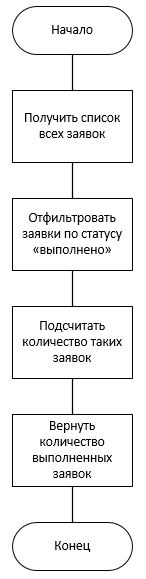 Начало
Получить список
всех заявок
Отфильтровать
заявки по статусу
«выполнено»
Подсчитать
количество таких
заявок
Вернуть
количество
выполненных
заявок
Конец